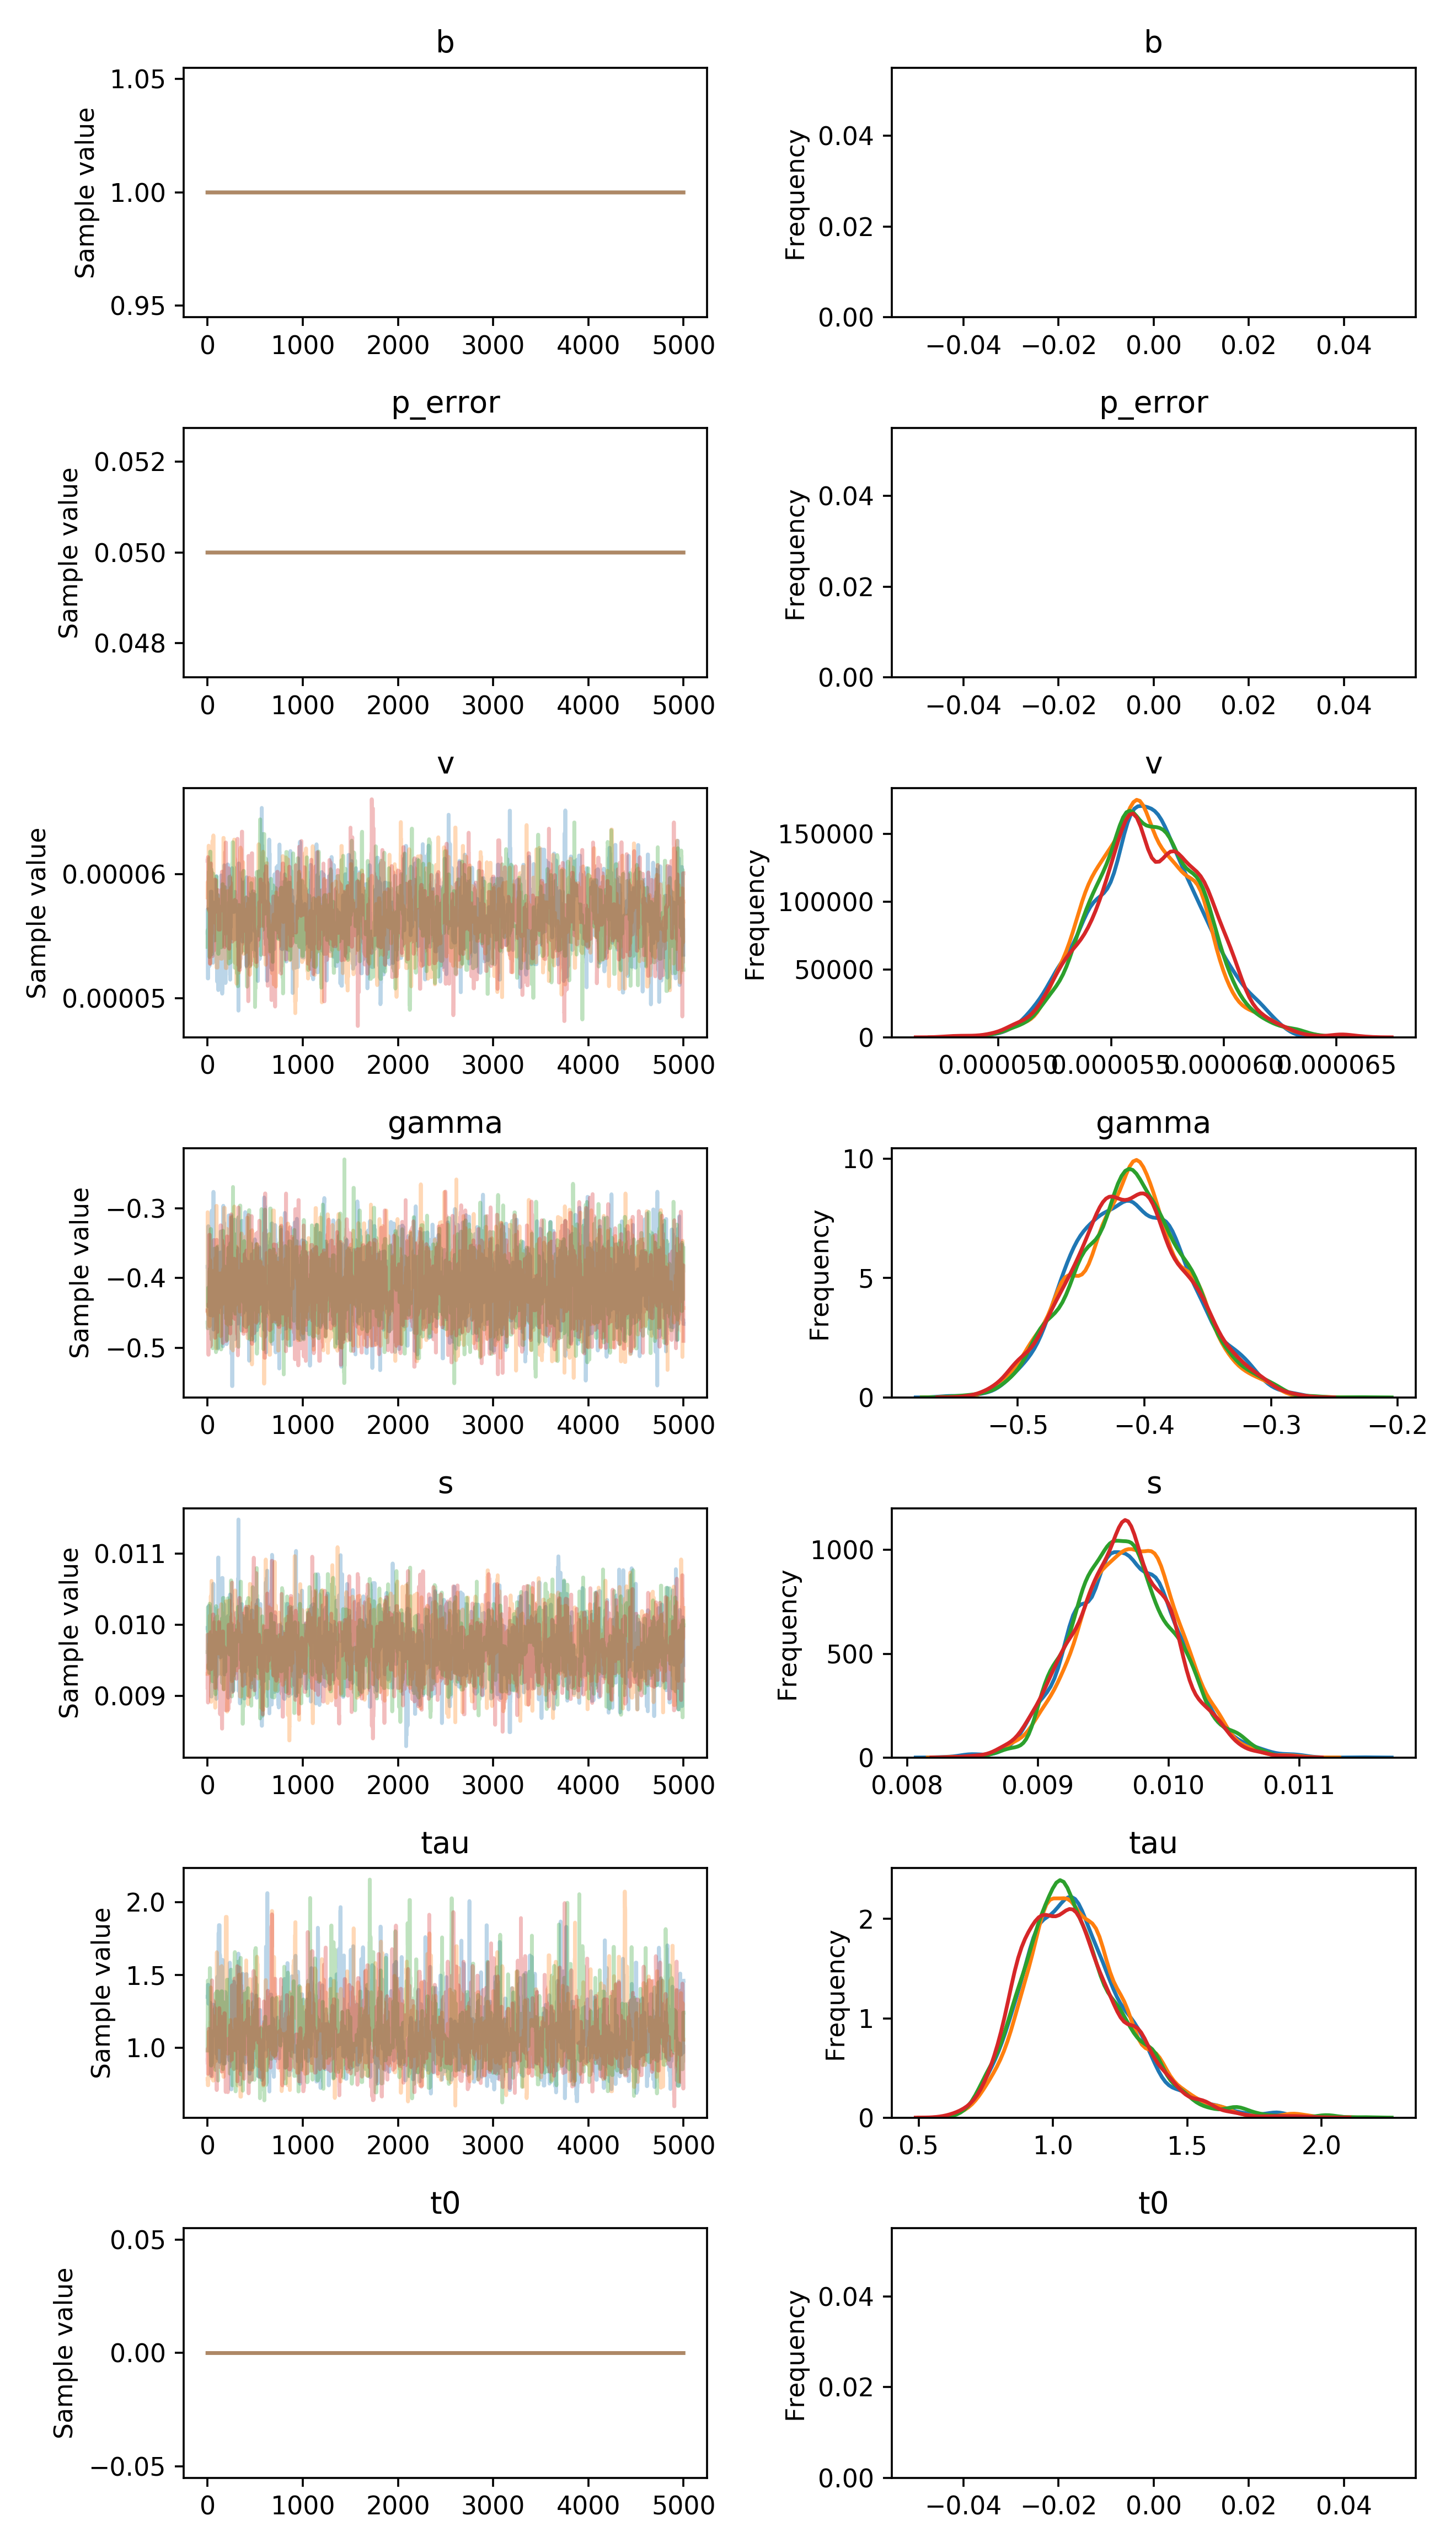 b b
Sample value 1.05 1.00 0.95 Frequency 0.04 0.02 0.00
0 1000 2000 3000 4000 5000 −0.04 −0.02 0.00 0.02 0.04
p_error p_error
Sample value 0.052 0.050 0.048 Frequency 0.04 0.02 0.00
0 1000 2000 3000 4000 5000 −0.04 −0.02 0.00 0.02 0.04
v v
Sample value 0.00006 0.00005 Frequency 150000 100000 50000 0
0 1000 2000 3000 4000 5000 0.000050 0.000055 0.000060 0.000065
gamma gamma
Sample value −0.3 −0.4 −0.5 Frequency 10 5 0
0 1000 2000 3000 4000 5000 −0.5 −0.4 −0.3 −0.2
s s
Sample value 0.011 0.010 0.009 Frequency 1000 500 0
0 1000 2000 3000 4000 5000 0.008 0.009 0.010 0.011
tau tau
Sample value 2.0 1.5 1.0 Frequency 2 1 0
0 1000 2000 3000 4000 5000 0.5 1.0 1.5 2.0
t0 t0
Sample value 0.05 0.00 −0.05 Frequency 0.04 0.02 0.00
0 1000 2000 3000 4000 5000 −0.04 −0.02 0.00 0.02 0.04